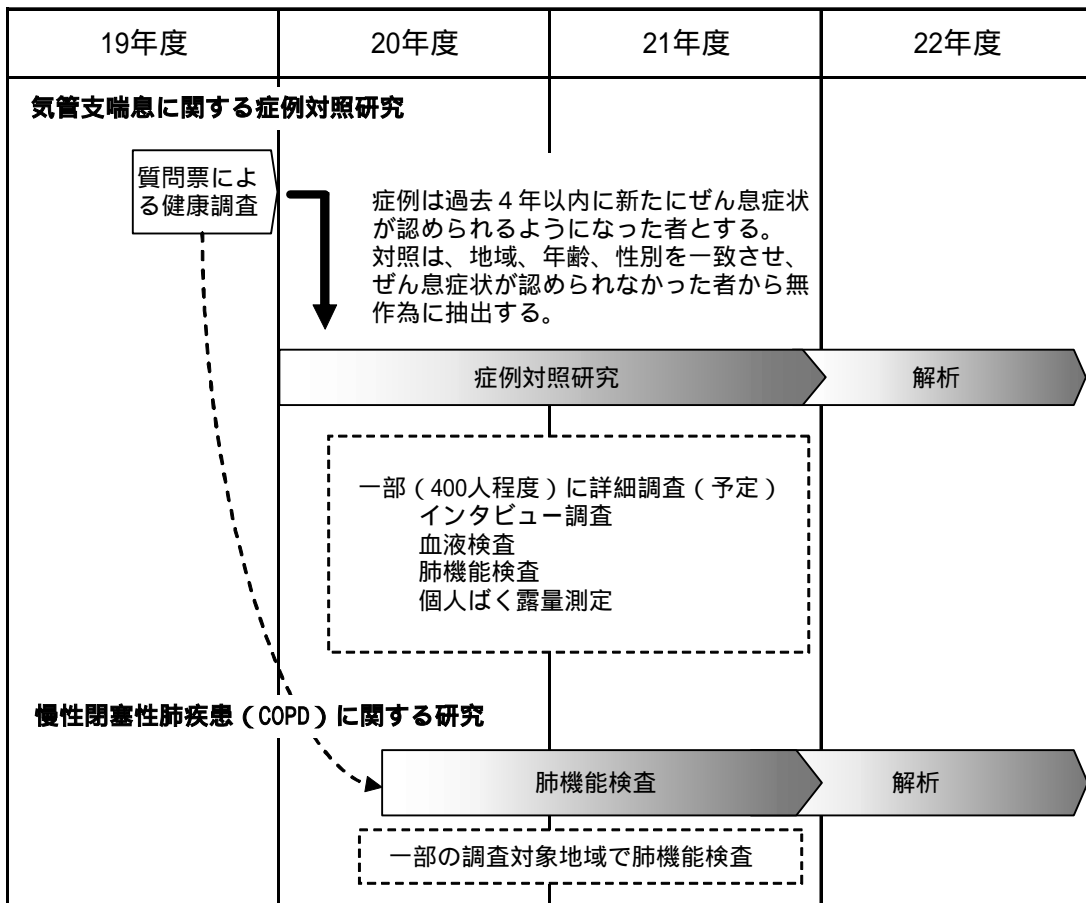 19年度
20年度
21年度
22年度
気管支喘息に関する症例対照研究
質問票によ
る健康調査
症例は過去４年以内に新たにぜん息症状
が認められるようになった者とする。
対照は、地域、年齢、性別を一致させ、
ぜん息症状が認められなかった者から無
作為に抽出する。
症例対照研究
解析
一部（400人程度）に詳細調査（予定）
インタビュー調査
血液検査
肺機能検査
個人ばく露量測定
慢性閉塞性肺疾患（COPD）に関する研究
肺機能検査
解析
一部の調査対象地域で肺機能検査